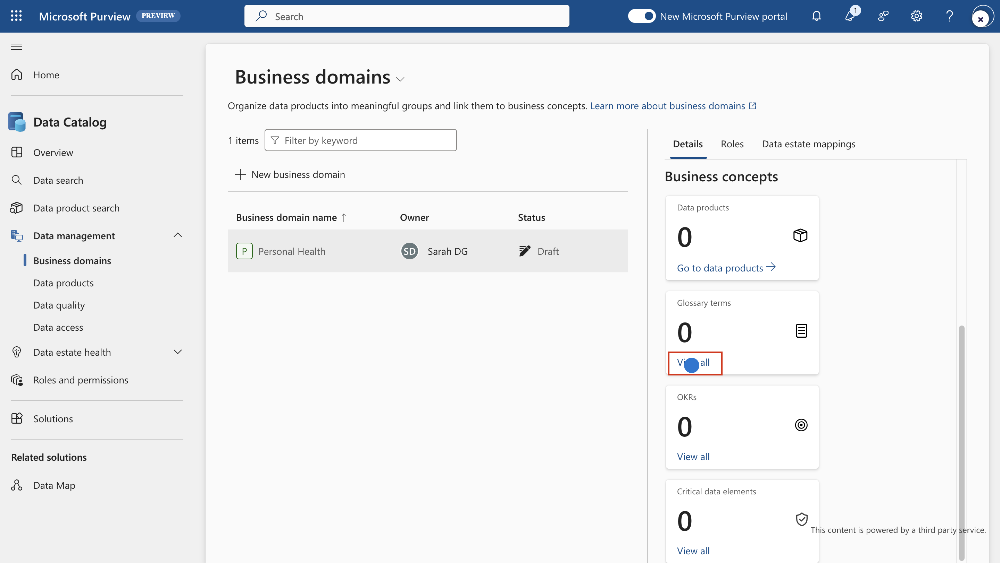 Microsoft Purview PREVIEW
Search
New Microsoft Purview portal
1
Home
Data Catalog
Overview
Data search
Data product search
Data management
Business domains
Data products
Data quality
Data access
Data estate health
Roles and permissions
Solutions
Related solutions
Data Map
Business domains
Organize data products into meaningful groups and link them to business concepts. Learn more about business domains
1 items
Filter by keyword
New business domain
Business domain name ↑ Owner Status
P Personal Health SD Sarah DG Draft
Details Roles Data estate mappings
Business concepts
Data products
0
Go to data products →
Glossary terms
0
all
OKRs
0
View all
Critical data elements
0
View all
This content is powered by a third party service.